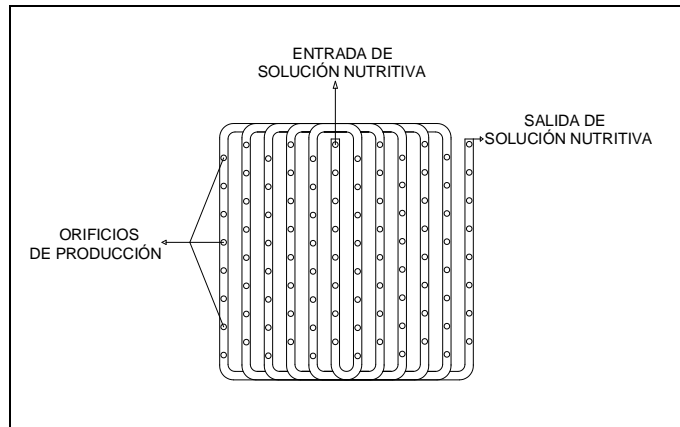 ENTRADA DE
SOLUCIÓN NUTRITIVA
SALIDA DE
SOLUCIÓN NUTRITIVA
ORIFICIOS
DE PRODUCCIÓN